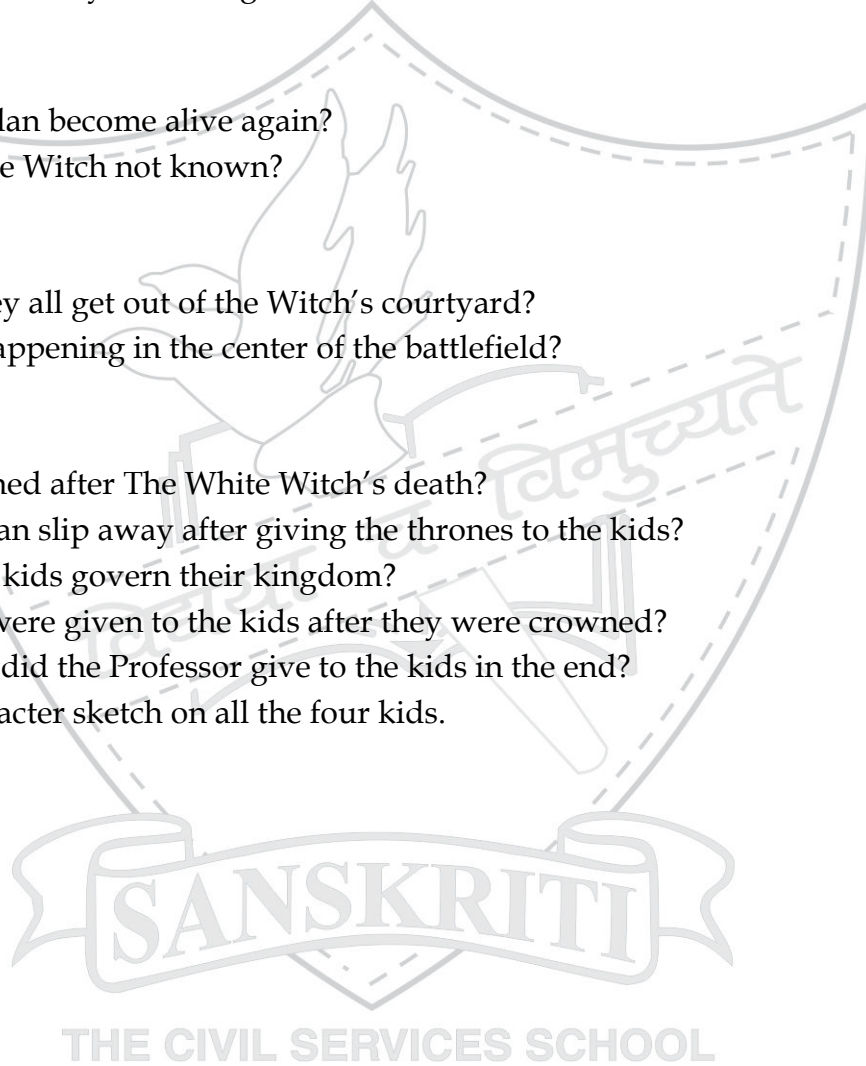 lan become alive again?
e Witch not known?
ey all get out of the Witch's courtyard?
appening in the center of the battlefield?
ned after The White Witch's death?
an slip away after giving the thrones to the kids?
kids govern their kingdom?
were given to the kids after they were crowned?
did the Professor give to the kids in the end?
acter sketch on all the four kids.
विद्यया च विमुच्यते
SANSKRITI
THE CIVIL SERVICES SCHOOL